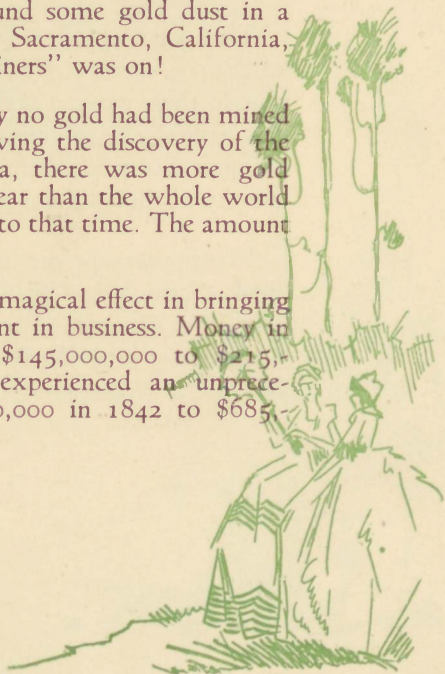 und some gold dust in a
Sacramento, California,
iners” was on!
y no gold had been mined
ving the discovery of the
a, there was more gold
ear than the whole world
to that time. The amount
magical effect in bringing
nt in business. Money in
$145,000,000 to $215,-
experienced an unprece-
0,000 in 1842 to $685,-